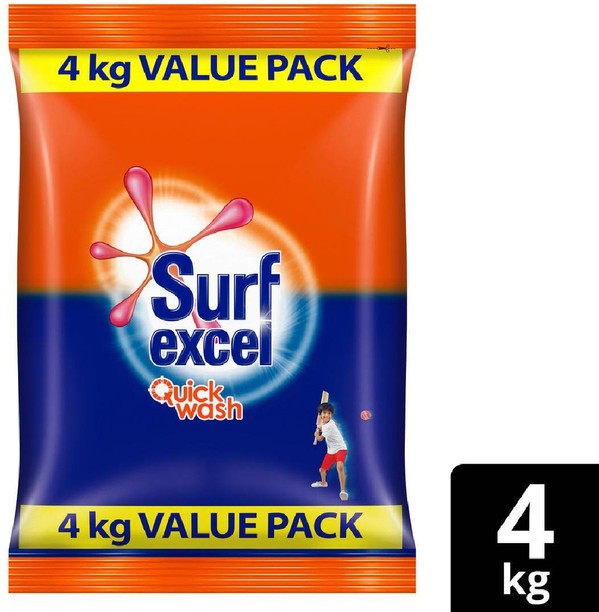 4 kg VALUE PACK
Surf
excel
Quick
wash
4 kg VALUE PACK
4
kg